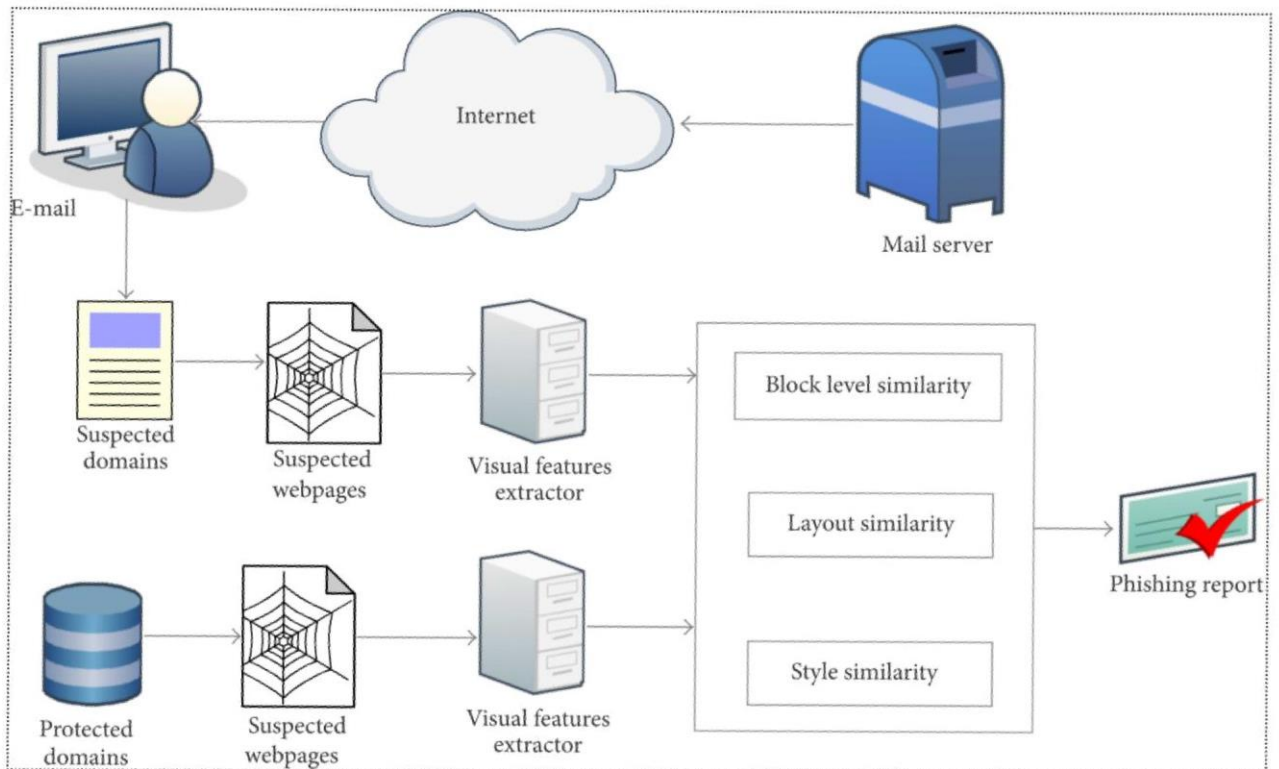 Internet
E-mail
Mail server
Suspected
domains
Suspected
webpages
Visual features
extractor
Block level similarity
Layout similarity
Style similarity
Phishing report
Protected
domains
Suspected
webpages
Visual features
extractor